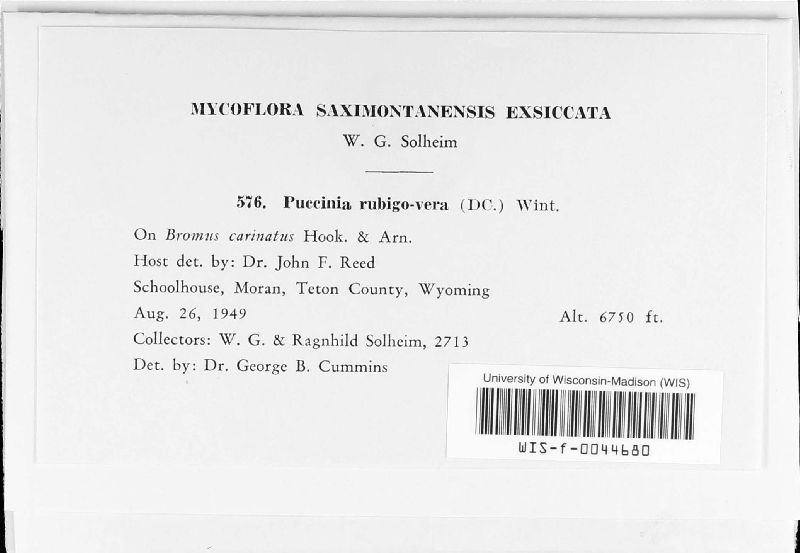 MYCOFLORA SAXIMONTANENSIS EXSICCATA
W. G. Solheim
576. Puccinia rubigo-vera (DC.) Wint.
On Bromus carinatus Hook. & Arn.
Host det. by: Dr. John F. Reed
Schoolhouse, Moran, Teton County, Wyoming
Aug. 26, 1949 Alt. 6750 ft.
Collectors: W. G. & Ragnhild Solheim, 2713
Det. by: Dr. George B. Cummins
University of Wisconsin-Madison (WIS)
WIS-f-0044680